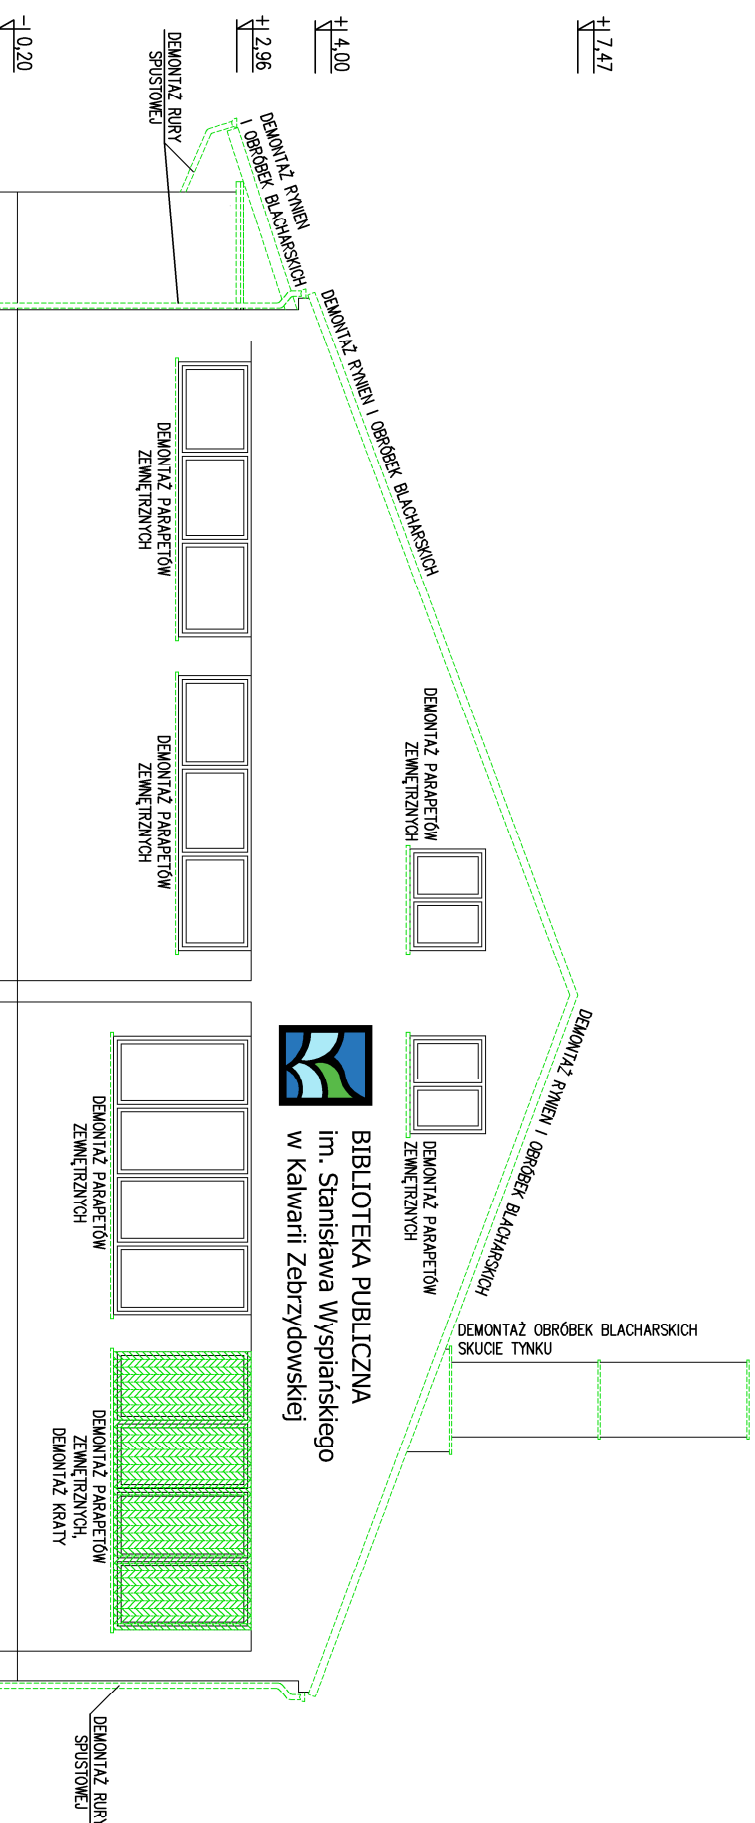 +7,47
+4,00
+2,96
-0,20
DEMONTAŻ RURY
SPUSTOWEJ
DEMONTAŻ RYNIEN
I OBRÓBEK BLACHARSKICH
DEMONTAŻ RYNIEN I OBRÓBEK BLACHARSKICH
DEMONTAŻ PARAPETÓW
ZEWNĘTRZNYCH
DEMONTAŻ PARAPETÓW
ZEWNĘTRZNYCH
DEMONTAŻ PARAPETÓW
ZEWNĘTRZNYCH
DEMONTAŻ RYNIEN I OBRÓBEK BLACHARSKICH
DEMONTAŻ PARAPETÓW
ZEWNĘTRZNYCH
BIBLIOTEKA PUBLICZNA
im. Stanisława Wyspiańskiego
w Kalwarii Zebrzydowskiej
DEMONTAŻ PARAPETÓW
ZEWNĘTRZNYCH
DEMONTAŻ OBRÓBEK BLACHARSKICH
SKUCIE TYNKU
DEMONTAŻ PARAPETÓW
ZEWNĘTRZNYCH,
DEMONTAŻ KRATY
DEMONTAŻ RURY
SPUSTOWEJ